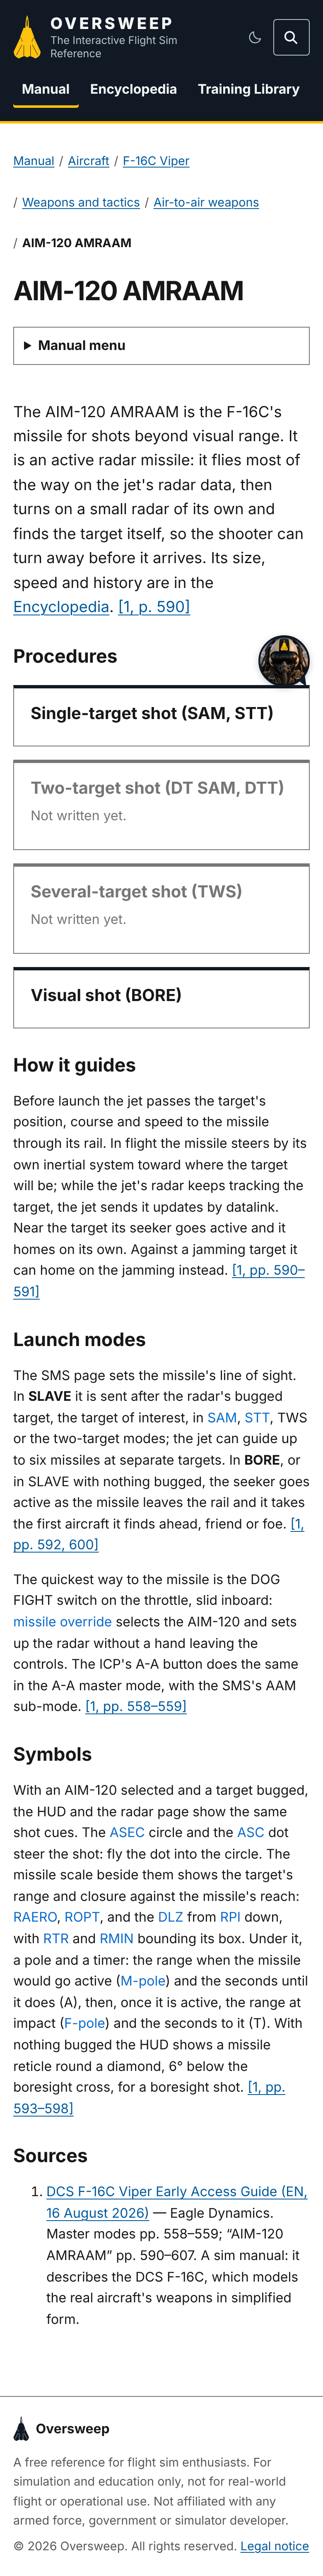 OVERSWEEP
The Interactive Flight Sim
Reference
Manual Encyclopedia Training Library
Manual / Aircraft / F-16C Viper
/ Weapons and tactics / Air-to-air weapons
/ AIM-120 AMRAAM
AIM-120 AMRAAM
▶ Manual menu
The AIM-120 AMRAAM is the F-16C's
missile for shots beyond visual range. It
is an active radar missile: it flies most of
the way on the jet's radar data, then
turns on a small radar of its own and
finds the target itself, so the shooter can
turn away before it arrives. Its size,
speed and history are in the
Encyclopedia. [1, p. 590]
Procedures
Single-target shot (SAM, STT)
Two-target shot (DT SAM, DTT)
Not written yet.
Several-target shot (TWS)
Not written yet.
Visual shot (BORE)
How it guides
Before launch the jet passes the target's
position, course and speed to the missile
through its rail. In flight the missile steers by its
own inertial system toward where the target
will be; while the jet's radar keeps tracking the
target, the jet sends it updates by datalink.
Near the target its seeker goes active and it
homes on its own. Against a jamming target it
can home on the jamming instead. [1, pp. 590–
591]
Launch modes
The SMS page sets the missile's line of sight.
In SLAVE it is sent after the radar's bugged
target, the target of interest, in SAM, STT, TWS
or the two-target modes; the jet can guide up
to six missiles at separate targets. In BORE, or
in SLAVE with nothing bugged, the seeker goes
active as the missile leaves the rail and it takes
the first aircraft it finds ahead, friend or foe. [1,
pp. 592, 600]
The quickest way to the missile is the DOG
FIGHT switch on the throttle, slid inboard:
missile override selects the AIM-120 and sets
up the radar without a hand leaving the
controls. The ICP's A-A button does the same
in the A-A master mode, with the SMS's AAM
sub-mode. [1, pp. 558–559]
Symbols
With an AIM-120 selected and a target bugged,
the HUD and the radar page show the same
shot cues. The ASEC circle and the ASC dot
steer the shot: fly the dot into the circle. The
missile scale beside them shows the target's
range and closure against the missile's reach:
RAERO, ROPT, and the DLZ from RPI down,
with RTR and RMIN bounding its box. Under it,
a pole and a timer: the range when the missile
would go active (M-pole) and the seconds until
it does (A), then, once it is active, the range at
impact (F-pole) and the seconds to it (T). With
nothing bugged the HUD shows a missile
reticle round a diamond, 6° below the
boresight cross, for a boresight shot. [1, pp.
593–598]
Sources
1. DCS F-16C Viper Early Access Guide (EN,
16 August 2026) — Eagle Dynamics.
Master modes pp. 558–559; “AIM-120
AMRAAM” pp. 590–607. A sim manual: it
describes the DCS F-16C, which models
the real aircraft's weapons in simplified
form.
Oversweep
A free reference for flight sim enthusiasts. For
simulation and education only, not for real-world
flight or operational use. Not affiliated with any
armed force, government or simulator developer.
© 2026 Oversweep. All rights reserved. Legal notice